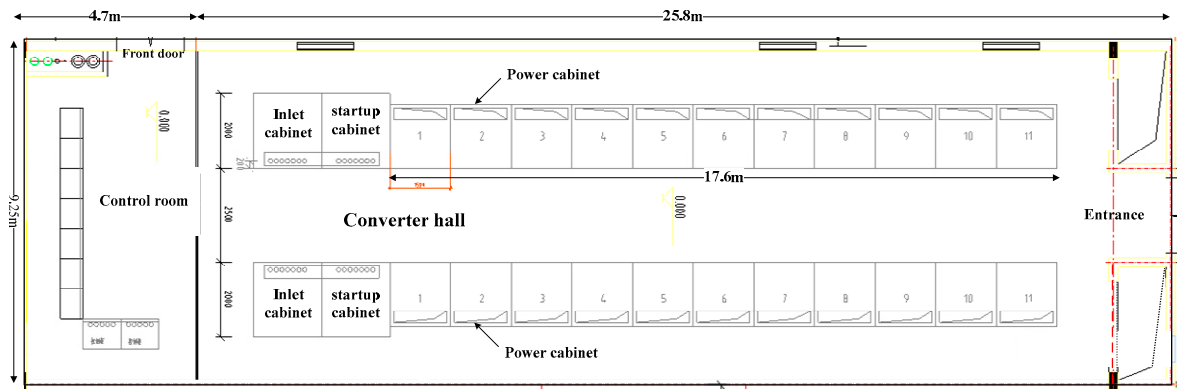 4.7m
25.8m
Front door
Power cabinet
Inlet
cabinet
startup
cabinet
1 2 3 4 5 6 7 8 9 10 11
2000
0.000
200
17.6m
Control room
9.25m
2500
Converter hall
0.000
Entrance
Inlet
cabinet
startup
cabinet
1 2 3 4 5 6 7 8 9 10 11
2000
Power cabinet